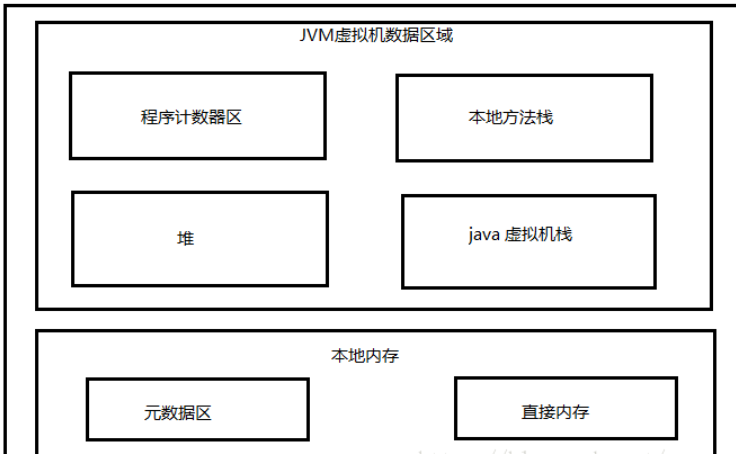 JVM虚拟机数据区域
程序计数器区
本地方法栈
堆
java 虚拟机栈
本地内存
元数据区
直接内存